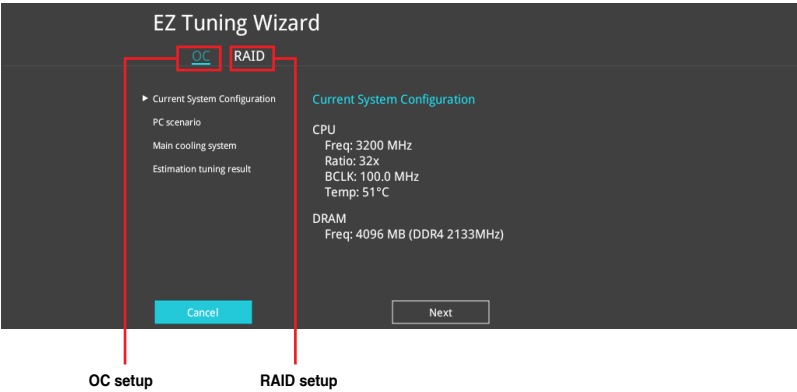 EZ Tuning Wizard
OC RAID
Current System Configuration
PC scenario
Main cooling system
Estimation tuning result
Current System Configuration
CPU
Freq: 3200 MHz
Ratio: 32x
BCLK: 100.0 MHz
Temp: 51°C
DRAM
Freq: 4096 MB (DDR4 2133MHz)
Cancel Next
OC setup RAID setup